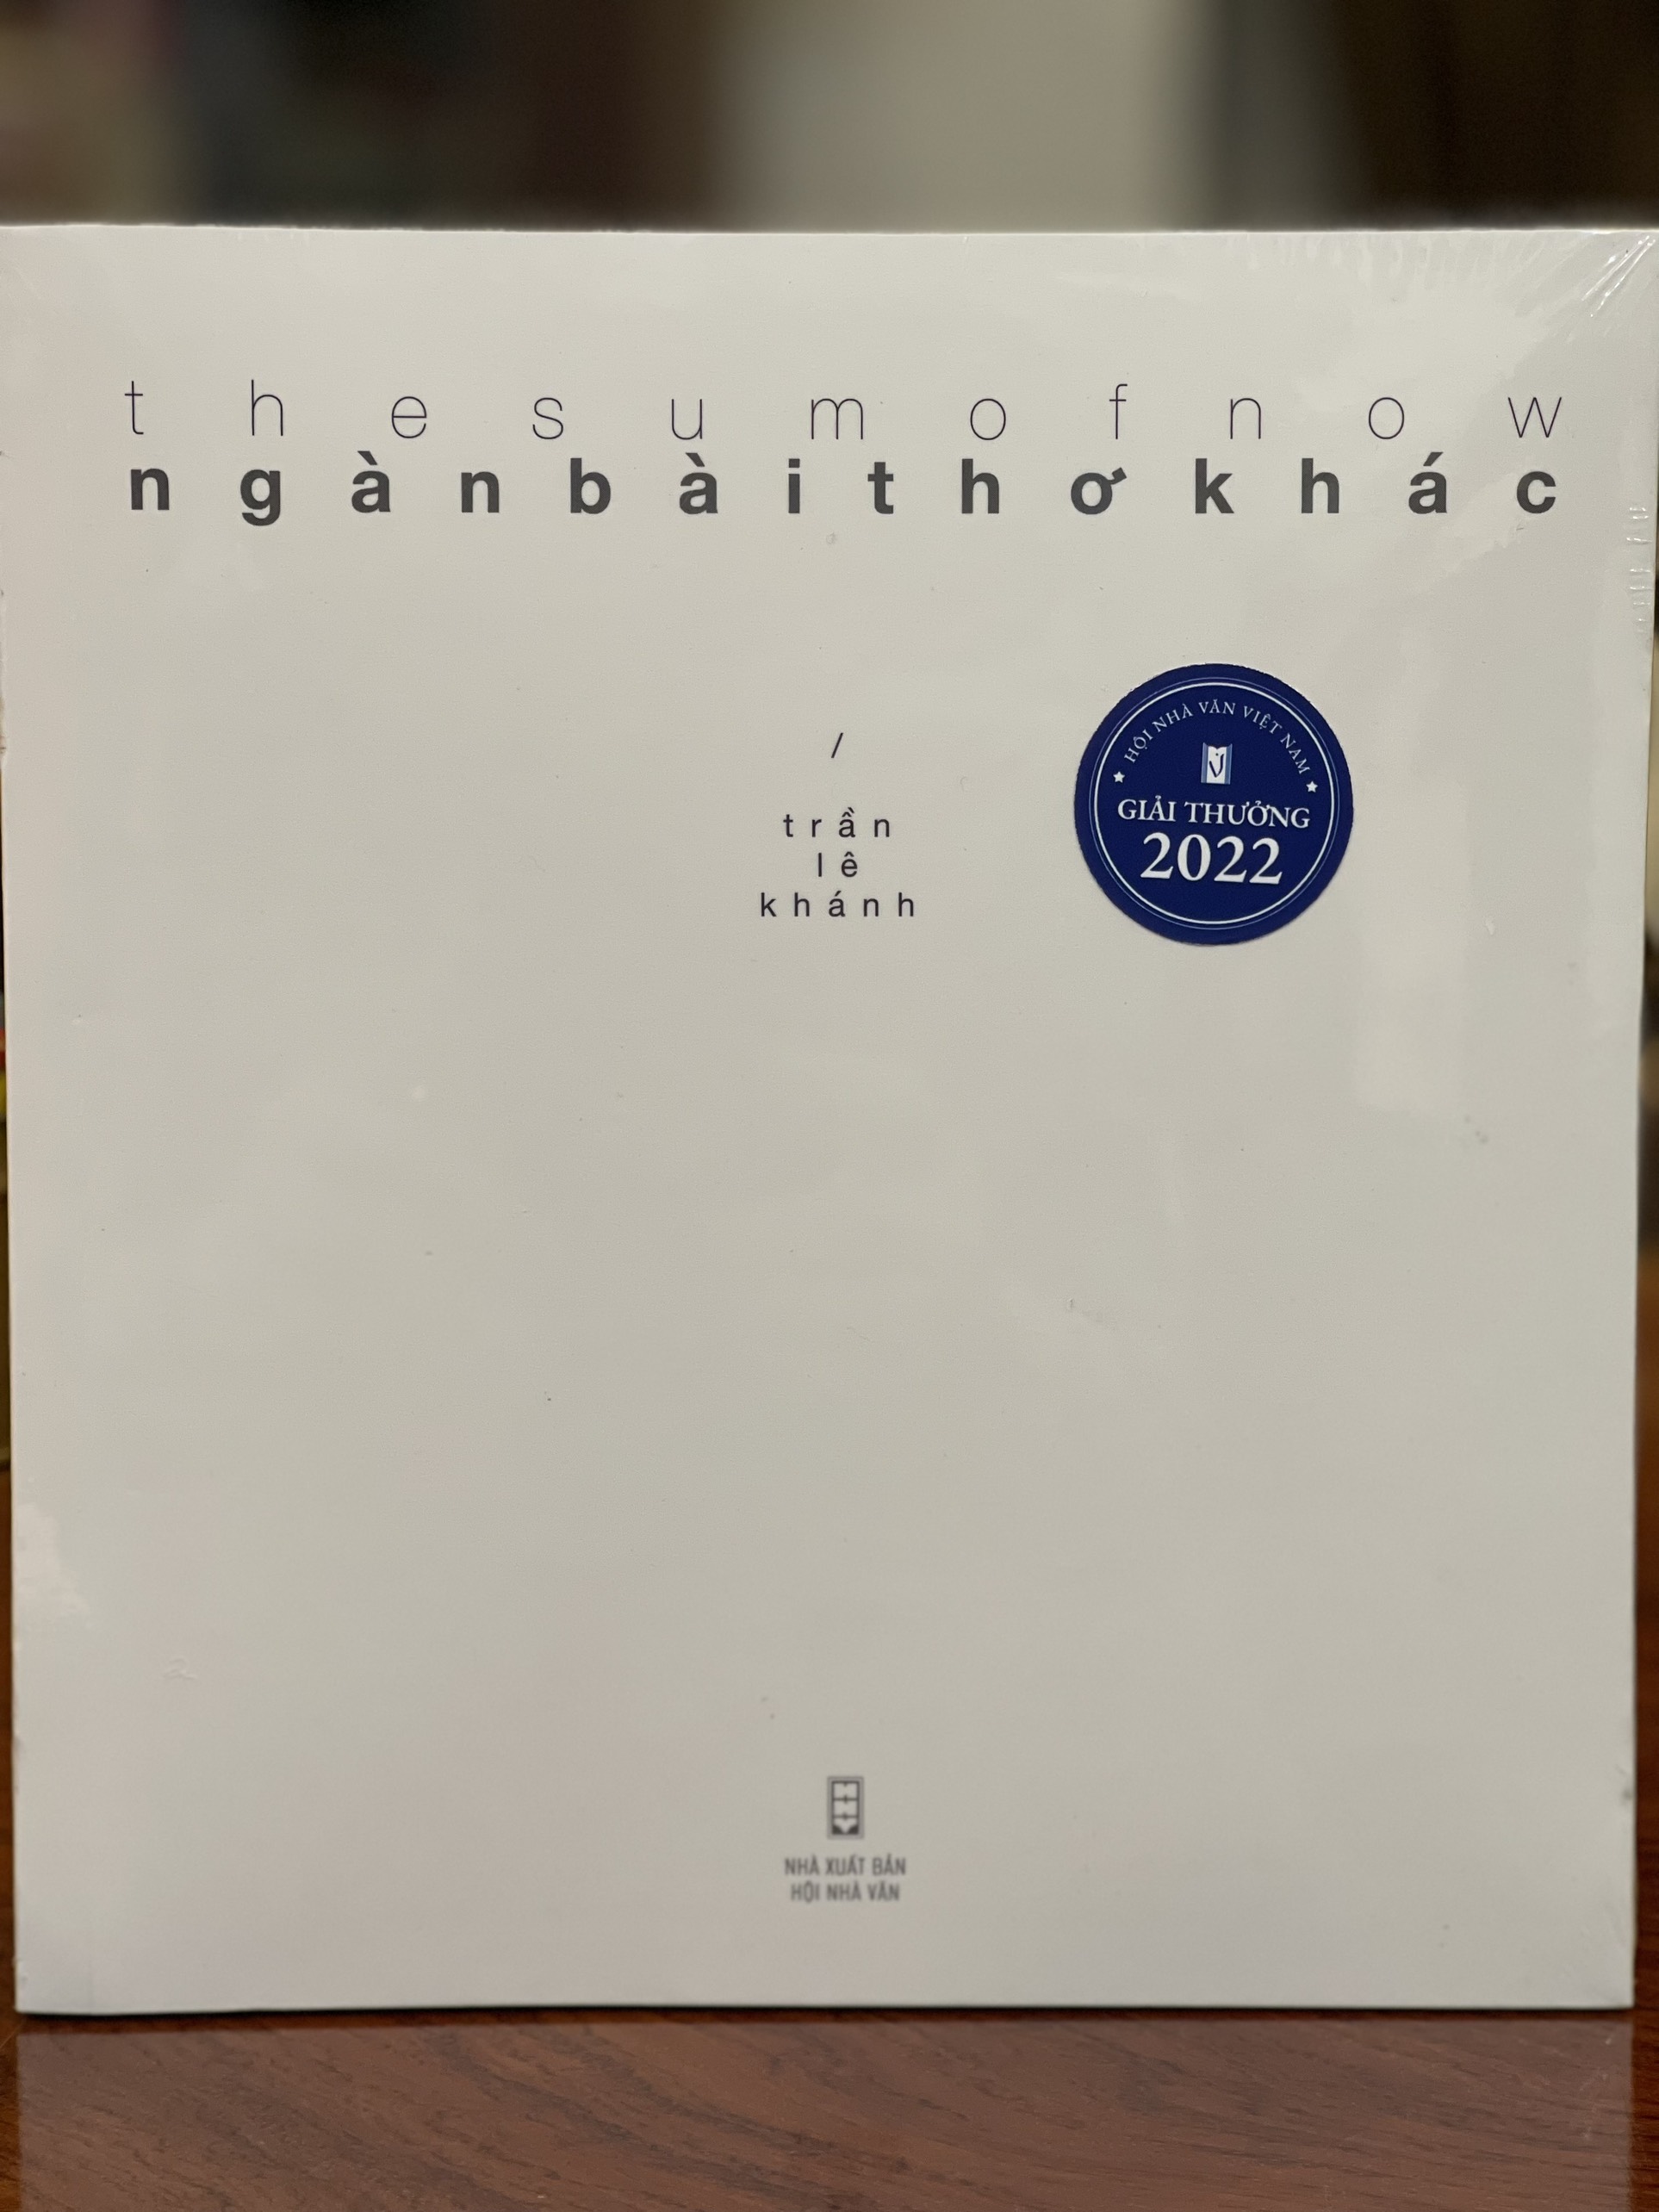 t h e s u m o f n o w
n g à n b à i t h ơ k h á c
/
t r ầ n
l ê
k h á n h
HỘI NHÀ VĂN VIỆT NAM
GIẢI THƯỞNG
2022
NHÀ XUẤT BẢN
HỘI NHÀ VĂN